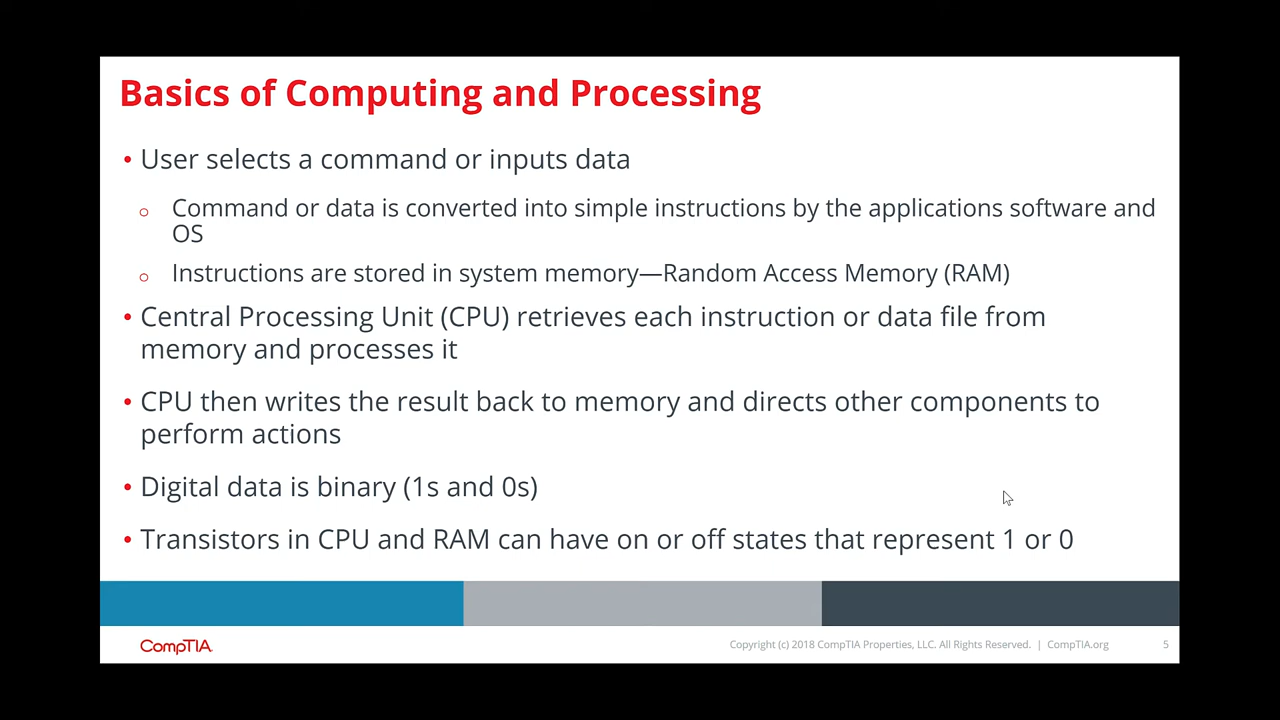 Basics of Computing and Processing
• User selects a command or inputs data
o Command or data is converted into simple instructions by the applications software and
OS
o Instructions are stored in system memory—Random Access Memory (RAM)
• Central Processing Unit (CPU) retrieves each instruction or data file from
memory and processes it
• CPU then writes the result back to memory and directs other components to
perform actions
• Digital data is binary (1s and 0s)
• Transistors in CPU and RAM can have on or off states that represent 1 or 0
CompTIA. Copyright (c) 2018 CompTIA Properties, LLC. All Rights Reserved. | CompTIA.org 5